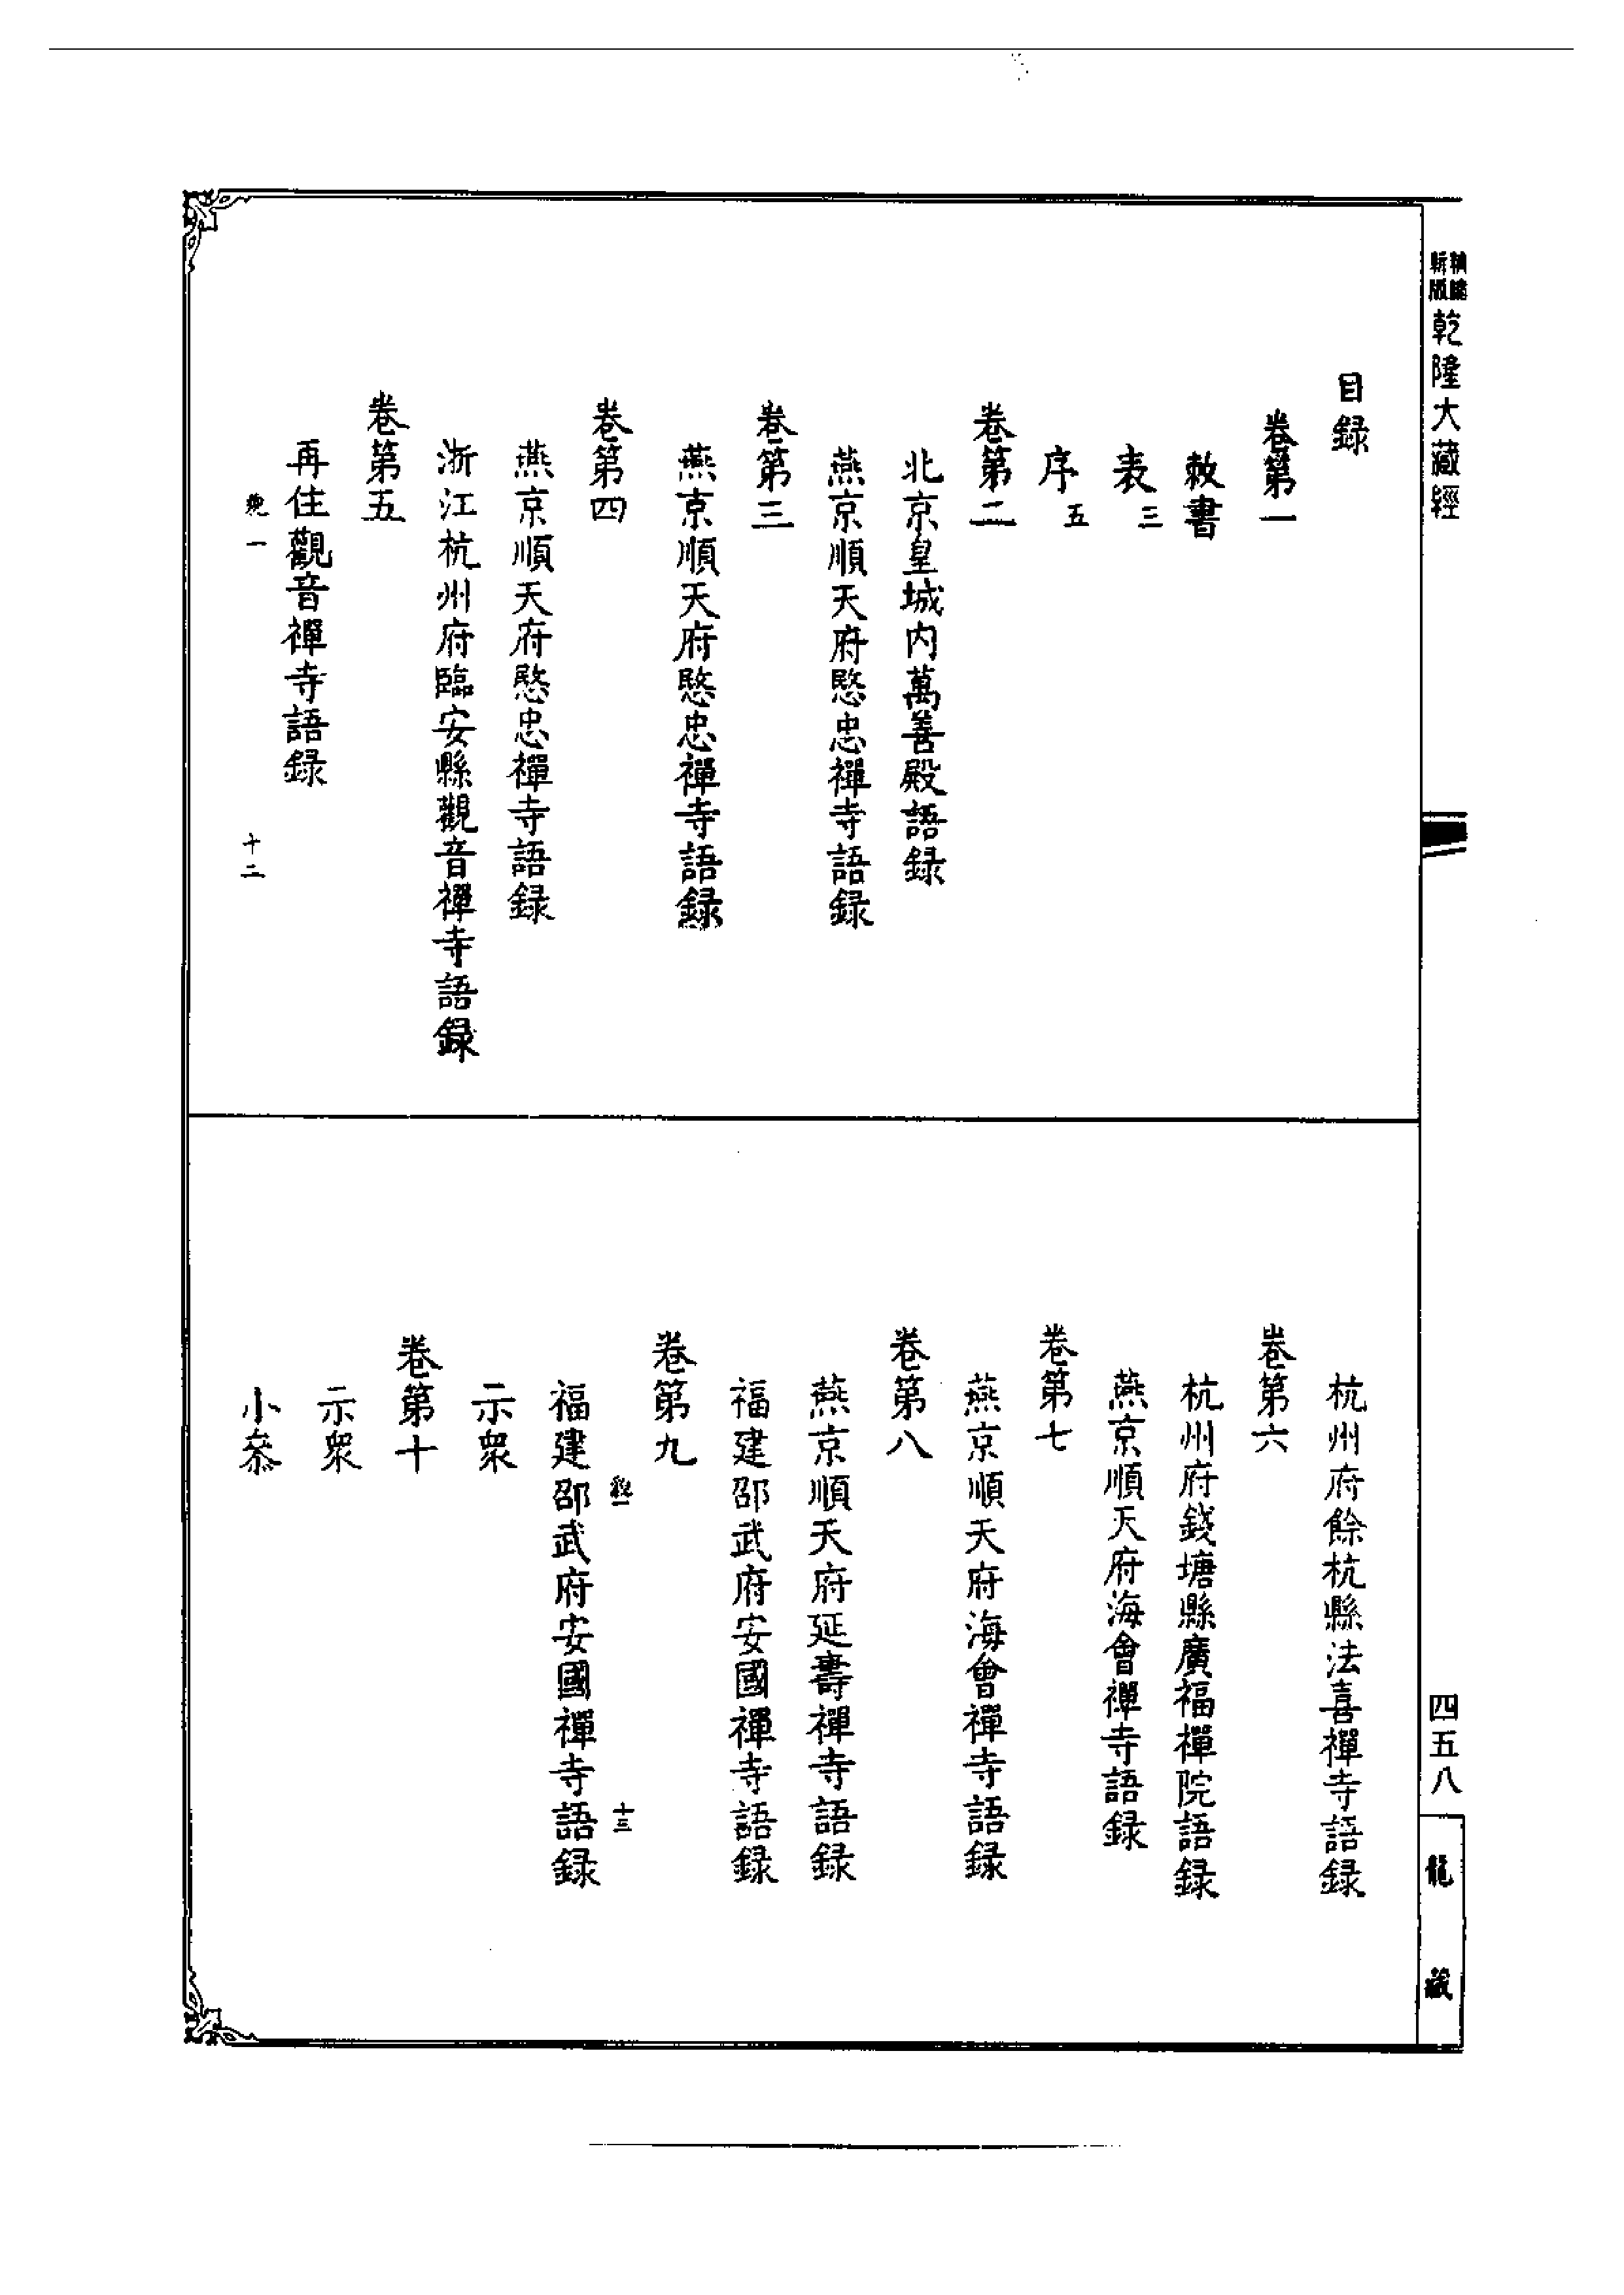 乾隆大藏經
目録
卷第一
敕書
表三
序五
卷第二
北京皇城内萬善殿語録
燕京順天府愍忠禪寺語録
卷第三
燕京順天府愍忠禪寺語録
卷第四
燕京順天府愍忠禪寺語録
浙江杭州府臨安縣觀音禪寺語録
卷第五
再住觀音禪寺語録
一 十二
杭州府餘杭縣法喜禪寺語録
卷第六
杭州府錢塘縣廣福禪院語録
燕京順天府海會禪寺語録
卷第七
燕京順天府海會禪寺語録
卷第八
燕京順天府延壽禪寺語録
福建邵武府安國禪寺語録
卷第九
一 十三
福建邵武府安國禪寺語録
示衆
卷第十
示衆
小參
四五八
龍藏